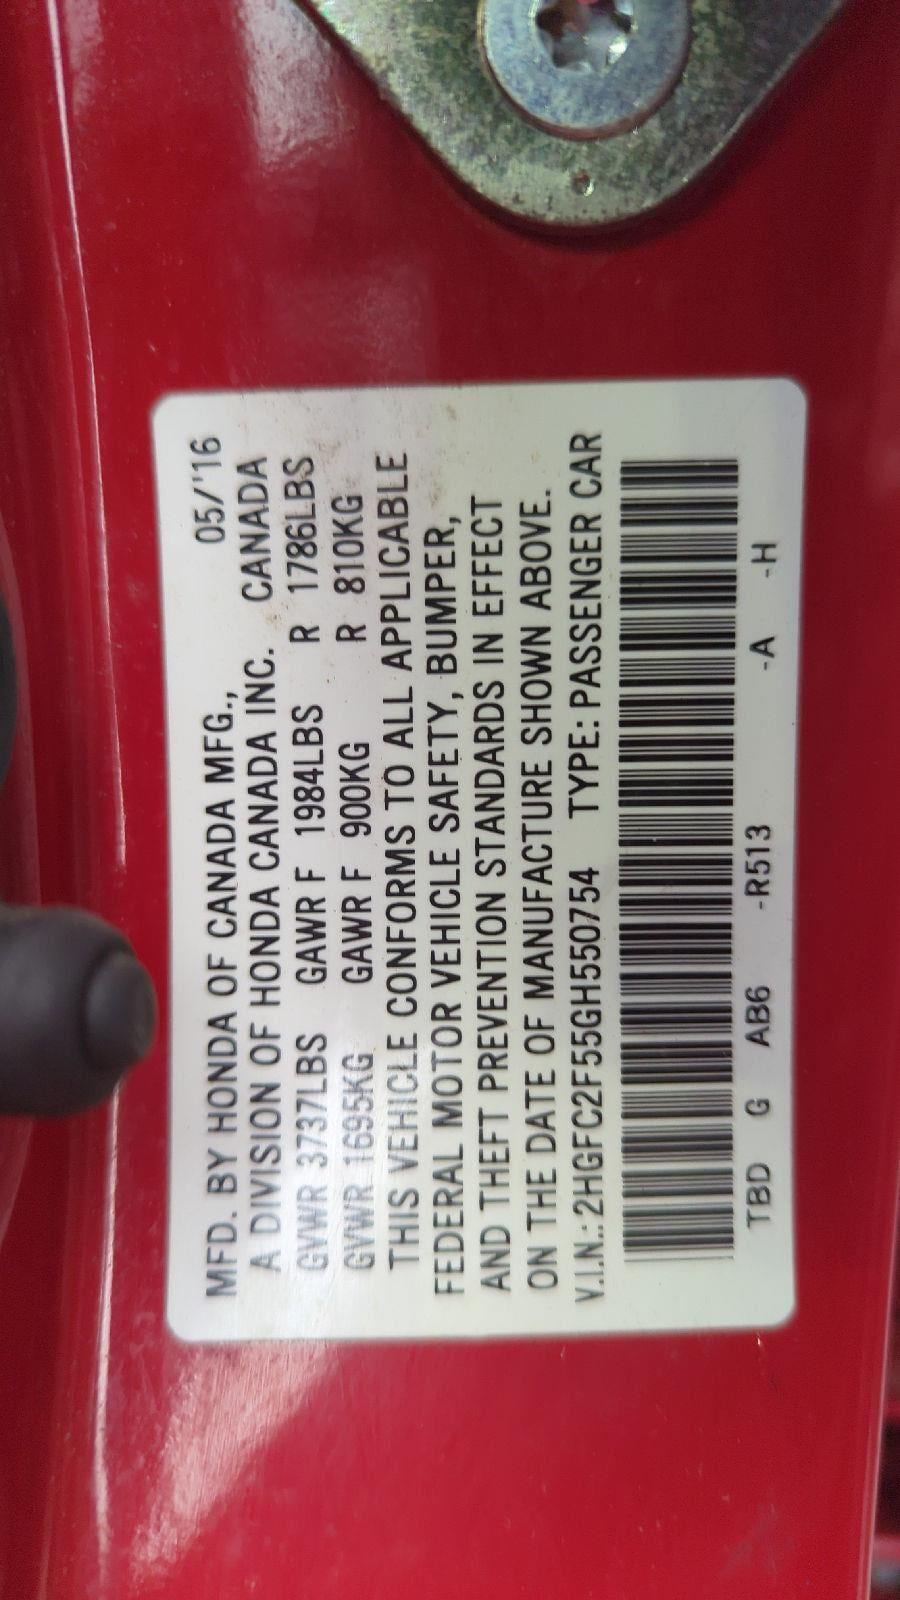 MFD. BY HONDA OF CANADA MFG., 05/'16
A DIVISION OF HONDA CANADA INC. CANADA
GVWR 3737LBS GAWR F 1984LBS R 1786LBS
GVWR 1695KG GAWR F 900KG R 810KG
THIS VEHICLE CONFORMS TO ALL APPLICABLE
FEDERAL MOTOR VEHICLE SAFETY, BUMPER,
AND THEFT PREVENTION STANDARDS IN EFFECT
ON THE DATE OF MANUFACTURE SHOWN ABOVE.
V.I.N.:2HGFC2F55GH550754 TYPE:PASSENGER CAR
TBD G AB6 -R513 -A -H